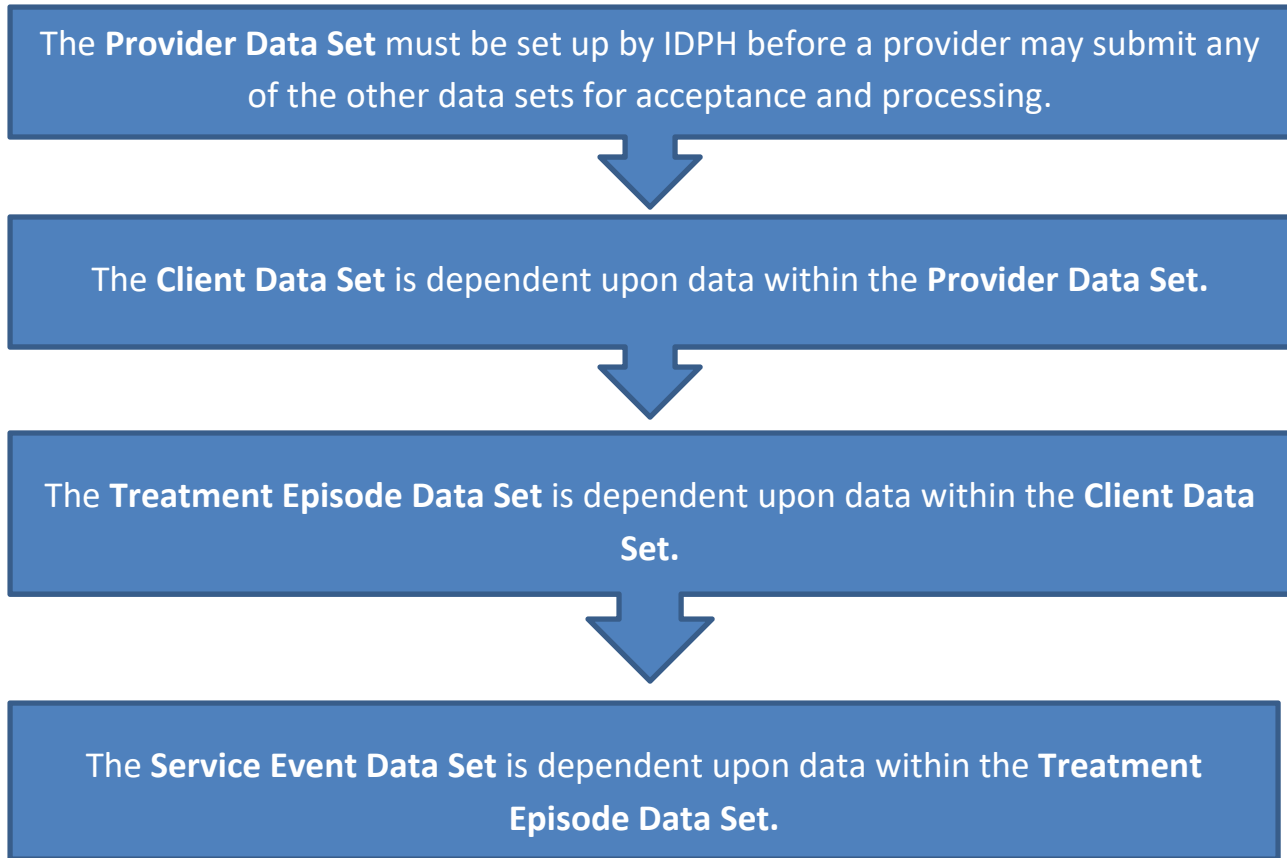 The Provider Data Set must be set up by IDPH before a provider may submit any
of the other data sets for acceptance and processing.
The Client Data Set is dependent upon data within the Provider Data Set.
The Treatment Episode Data Set is dependent upon data within the Client Data
Set.
The Service Event Data Set is dependent upon data within the Treatment
Episode Data Set.